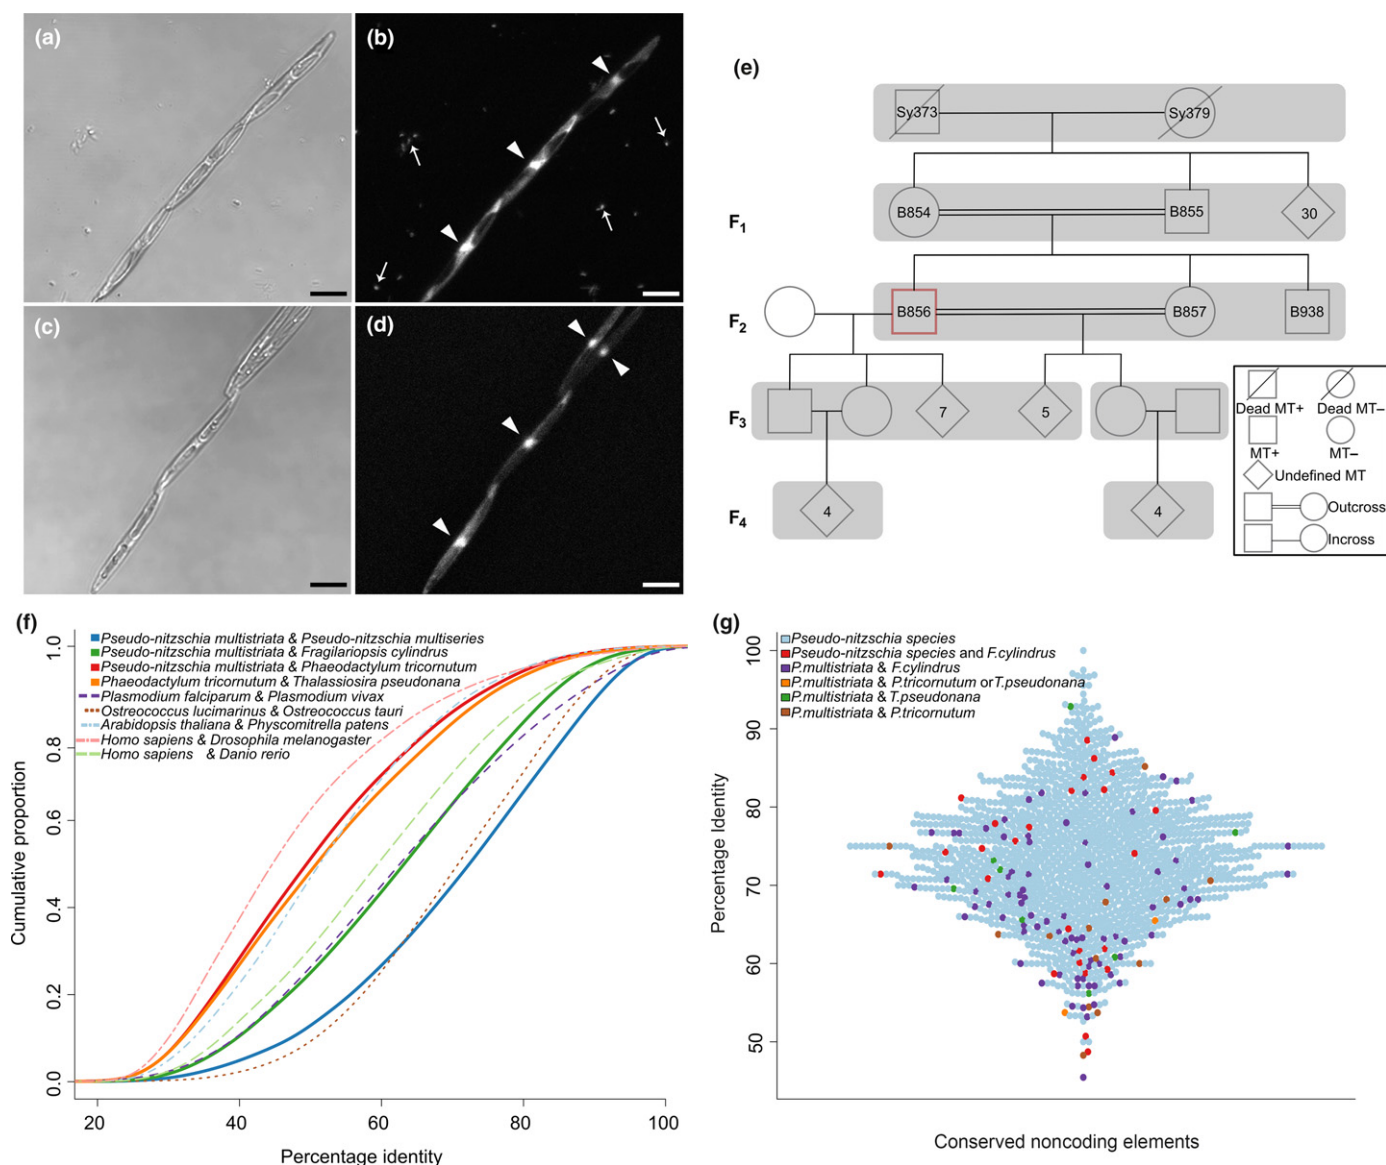 (a)
(b)
(c)
(d)
(e)
Sy373
Sy379
F1
B854
B855
30
F2
B856
B857
B938
F3
7
5
F4
4
4
Dead MT+
Dead MT–
MT+
MT–
Undefined MT
Outcross
Incross
(f)
Pseudo-nitzschia multistriata & Pseudo-nitzschia multiseries
Pseudo-nitzschia multistriata & Fragilariopsis cylindrus
Pseudo-nitzschia multistriata & Phaeodactylum tricornutum
Phaeodactylum tricornutum & Thalassiosira pseudonana
Plasmodium falciparum & Plasmodium vivax
Ostreococcus lucimarinus & Ostreococcus tauri
Arabidopsis thaliana & Physcomitrella patens
Homo sapiens & Drosophila melanogaster
Homo sapiens & Danio rerio
Cumulative proportion
1.0
0.8
0.6
0.4
0.2
0.0
20
40
60
80
100
Percentage identity
(g)
Pseudo-nitzschia species
Pseudo-nitzschia species and F.cylindrus
P.multistriata & F.cylindrus
P.multistriata & P.tricornutum or T.pseudonana
P.multistriata & T.pseudonana
P.multistriata & P.tricornutum
Percentage Identity
100
90
80
70
60
50
Conserved noncoding elements